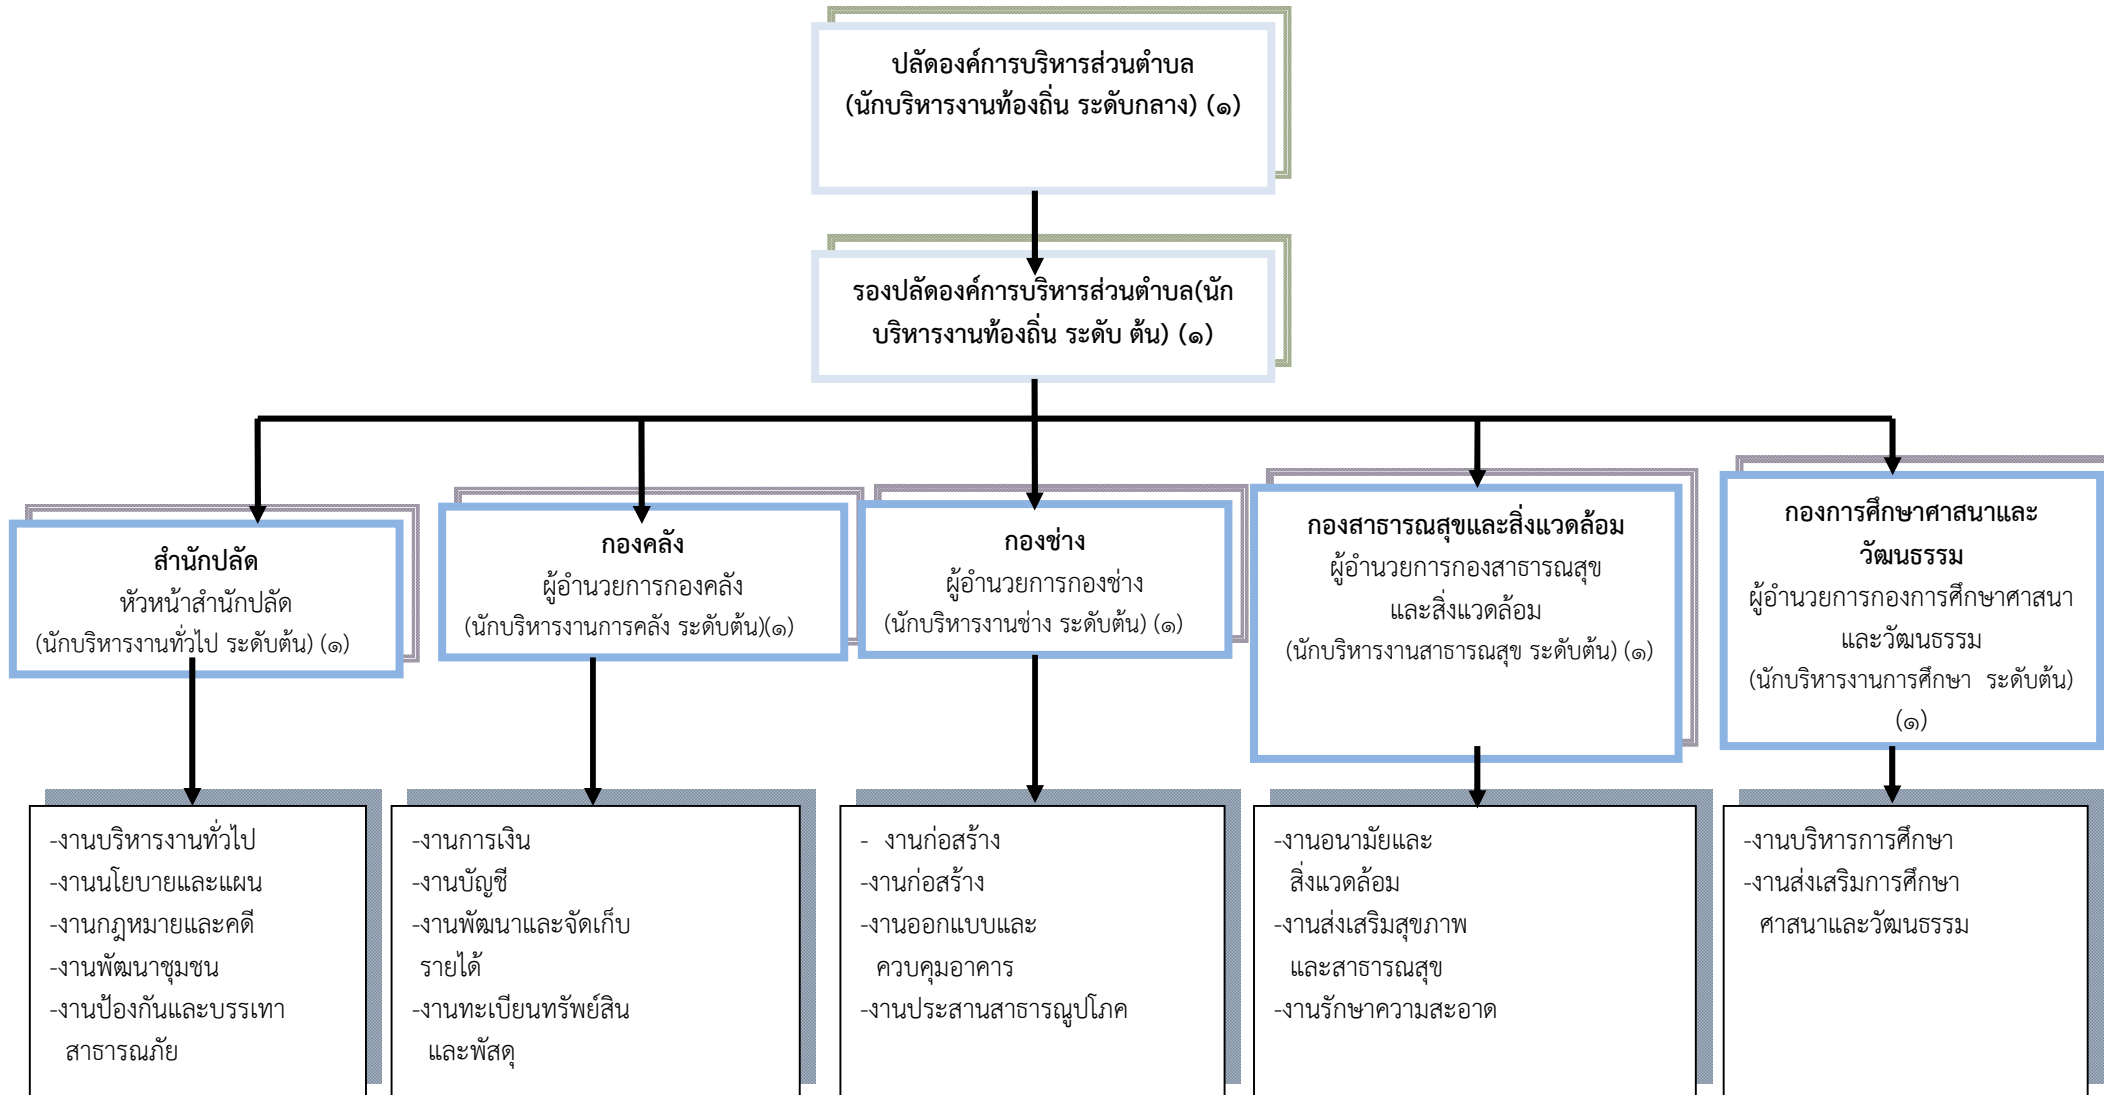 ปลัดองค์การบริหารส่วนตำบล
(นักบริหารงานท้องถิ่น ระดับกลาง) (๑)
รองปลัดองค์การบริหารส่วนตำบล(นัก
บริหารงานท้องถิ่น ระดับ ต้น) (๑)
สำนักปลัด
หัวหน้าสำนักปลัด
(นักบริหารงานทั่วไป ระดับต้น) (๑)
กองคลัง
ผู้อำนวยการกองคลัง
(นักบริหารงานการคลัง ระดับต้น)(๑)
กองช่าง
ผู้อำนวยการกองช่าง
(นักบริหารงานช่าง ระดับต้น) (๑)
กองสาธารณสุขและสิ่งแวดล้อม
ผู้อำนวยการกองสาธารณสุข
และสิ่งแวดล้อม
(นักบริหารงานสาธารณสุข ระดับต้น) (๑)
กองการศึกษาศาสนาและ
วัฒนธรรม
ผู้อำนวยการกองการศึกษาศาสนา
และวัฒนธรรม
(นักบริหารงานการศึกษา ระดับต้น)
(๑)
-งานบริหารงานทั่วไป
-งานนโยบายและแผน
-งานกฎหมายและคดี
-งานพัฒนาชุมชน
-งานป้องกันและบรรเทา
สาธารณภัย
-งานการเงิน
-งานบัญชี
-งานพัฒนาและจัดเก็บ
รายได้
-งานทะเบียนทรัพย์สิน
และพัสดุ
- งานก่อสร้าง
-งานก่อสร้าง
-งานออกแบบและ
ควบคุมอาคาร
-งานประสานสาธารณูปโภค
-งานอนามัยและ
สิ่งแวดล้อม
-งานส่งเสริมสุขภาพ
และสาธารณสุข
-งานรักษาความสะอาด
-งานบริหารการศึกษา
-งานส่งเสริมการศึกษา
ศาสนาและวัฒนธรรม